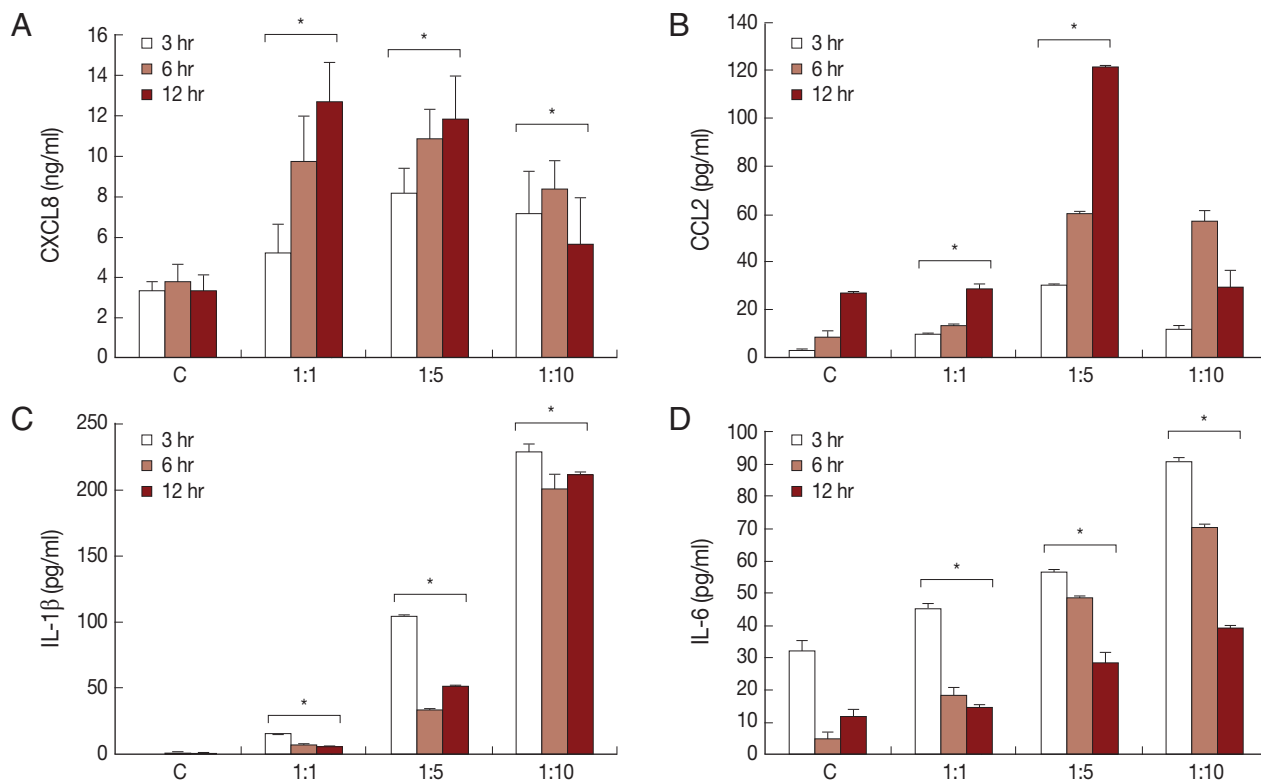 A
CXCL8 (ng/ml)
16
14
12
10
8
6
4
2
0
3 hr
6 hr
12 hr
*
*
*
C
1:1
1:5
1:10
B
CCL2 (pg/ml)
140
120
100
80
60
40
20
0
3 hr
6 hr
12 hr
*
*
C
1:1
1:5
1:10
C
IL-1β (pg/ml)
250
200
150
100
50
0
3 hr
6 hr
12 hr
*
*
*
C
1:1
1:5
1:10
D
IL-6 (pg/ml)
100
90
80
70
60
50
40
30
20
10
0
3 hr
6 hr
12 hr
*
*
*
C
1:1
1:5
1:10